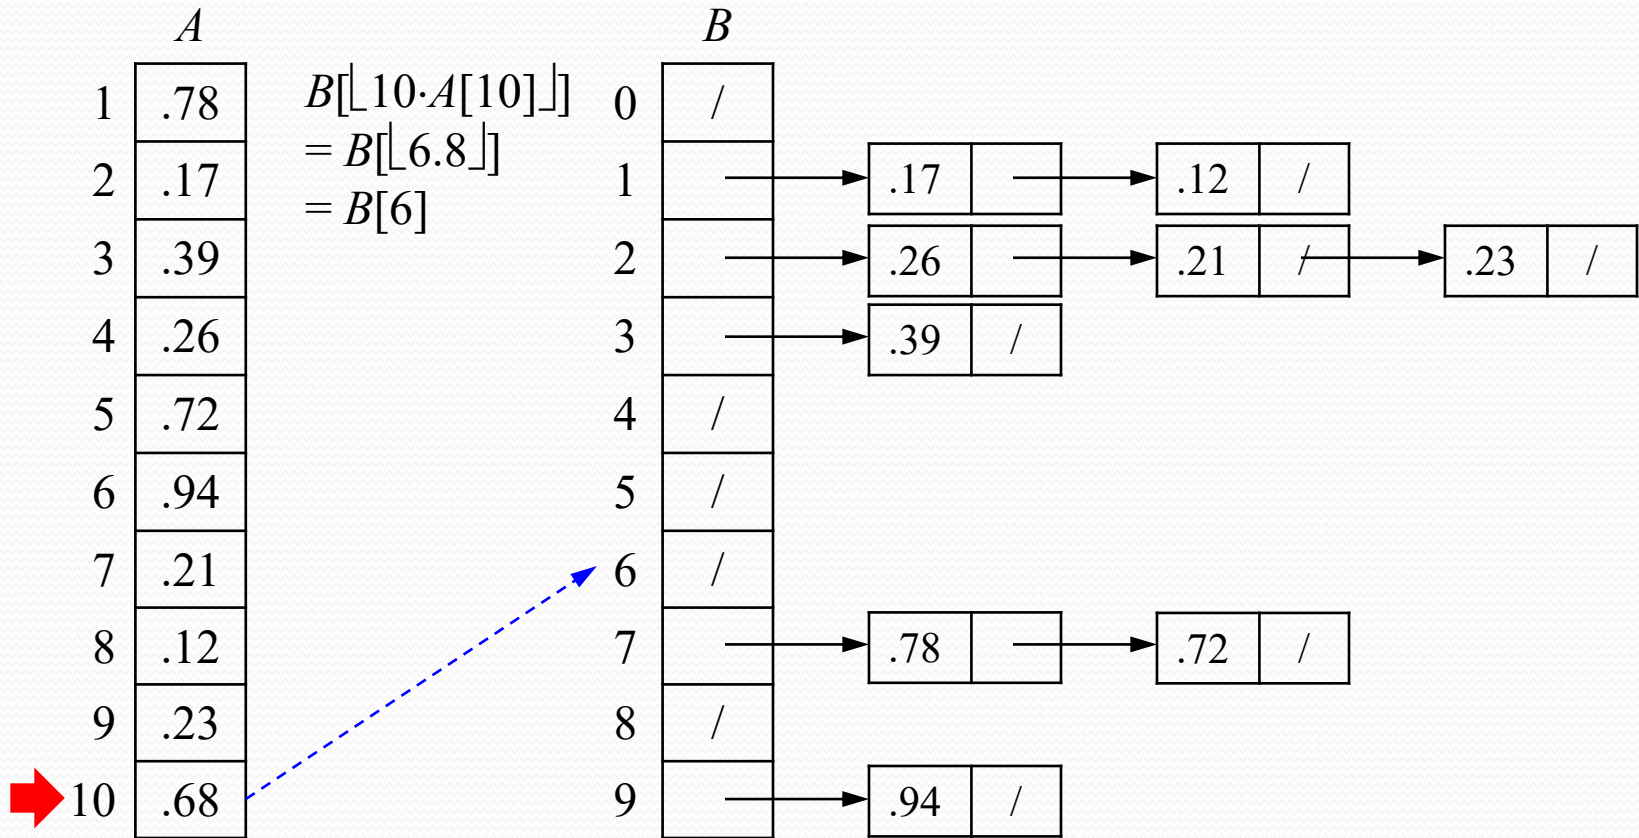 A B
1 .78 B[⌊10·A[10]⌋] 0 /
= B[⌊6.8⌋]
2 .17 1 .17 .12 /
= B[6]
3 .39 2 .26 .21 / .23 /
4 .26 3 .39 /
5 .72 4 /
6 .94 5 /
7 .21 6 /
8 .12 7 .78 .72 /
9 .23 8 /
10 .68 9 .94 /